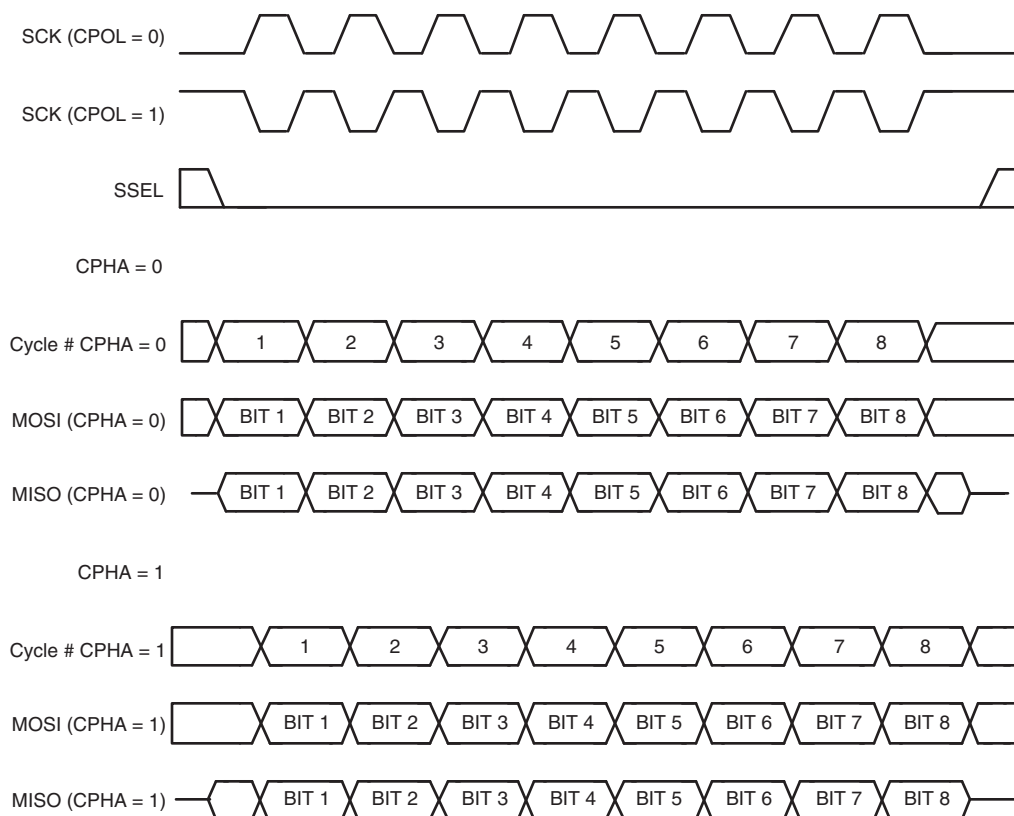 SCK (CPOL = 0)
SCK (CPOL = 1)
SSEL
CPHA = 0
Cycle # CPHA = 0 1 2 3 4 5 6 7 8
MOSI (CPHA = 0) BIT 1 BIT 2 BIT 3 BIT 4 BIT 5 BIT 6 BIT 7 BIT 8
MISO (CPHA = 0) BIT 1 BIT 2 BIT 3 BIT 4 BIT 5 BIT 6 BIT 7 BIT 8
CPHA = 1
Cycle # CPHA = 1 1 2 3 4 5 6 7 8
MOSI (CPHA = 1) BIT 1 BIT 2 BIT 3 BIT 4 BIT 5 BIT 6 BIT 7 BIT 8
MISO (CPHA = 1) BIT 1 BIT 2 BIT 3 BIT 4 BIT 5 BIT 6 BIT 7 BIT 8